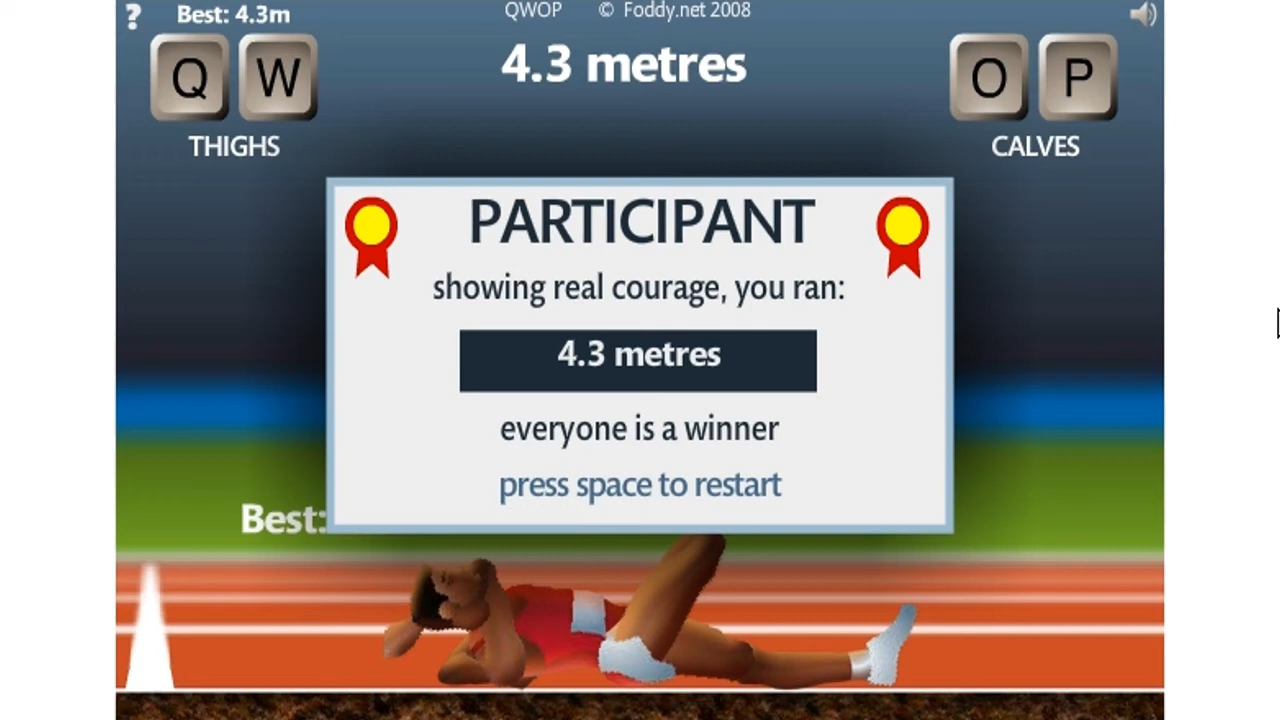 ?
Best: 4.3m
QWOP © Foddy.net 2008
4.3 metres
Q W
THIGHS
O P
CALVES
PARTICIPANT
showing real courage, you ran:
4.3 metres
everyone is a winner
press space to restart
Best: